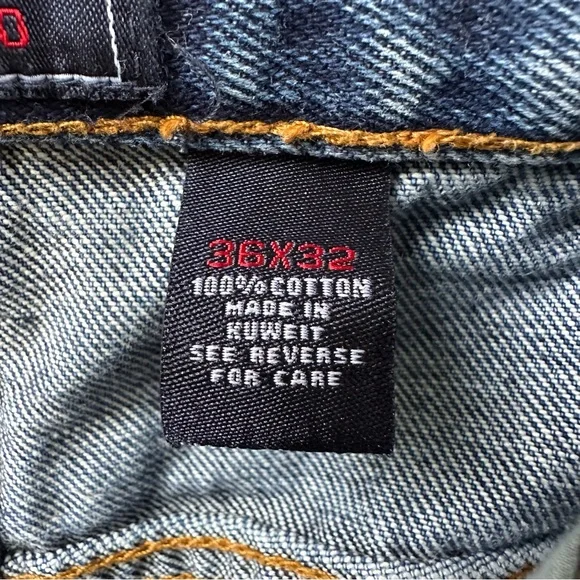 D
36X32
100% COTTON
MADE IN
KUWEIT
SEE REVERSE
FOR CARE